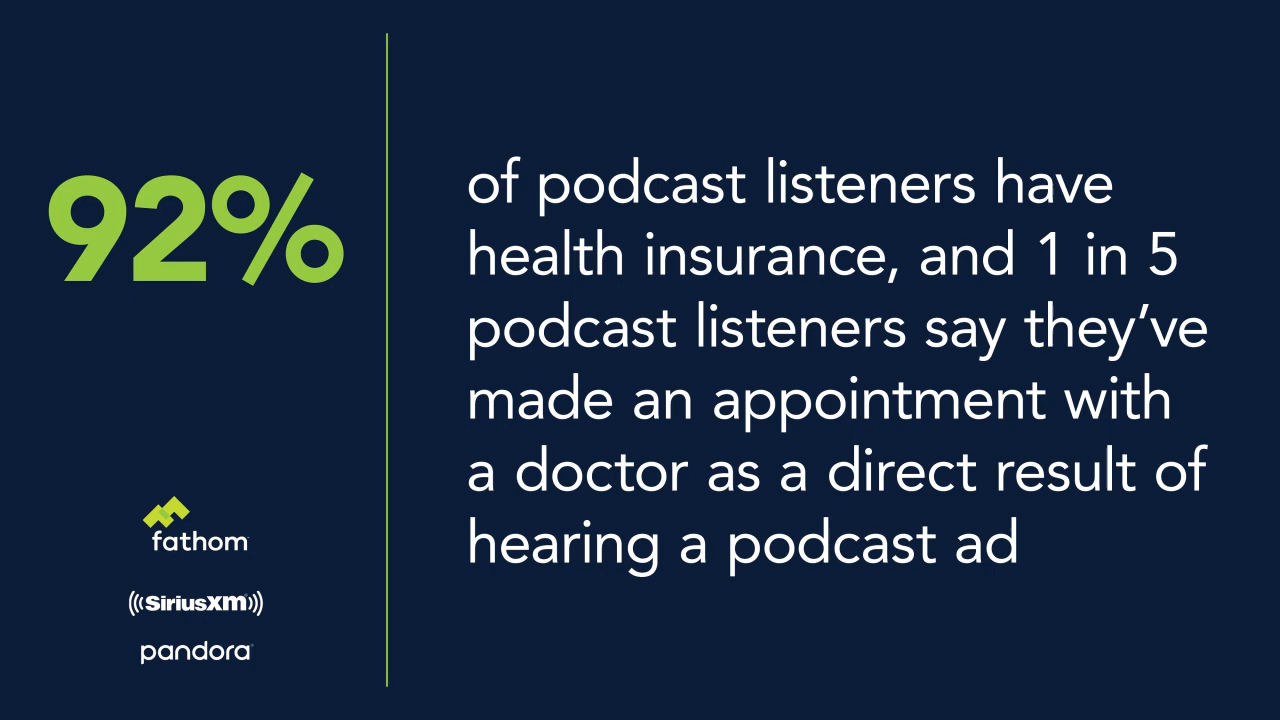 92%
of podcast listeners have
health insurance, and 1 in 5
podcast listeners say they’ve
made an appointment with
a doctor as a direct result of
hearing a podcast ad
fathom
SiriusXM
pandora